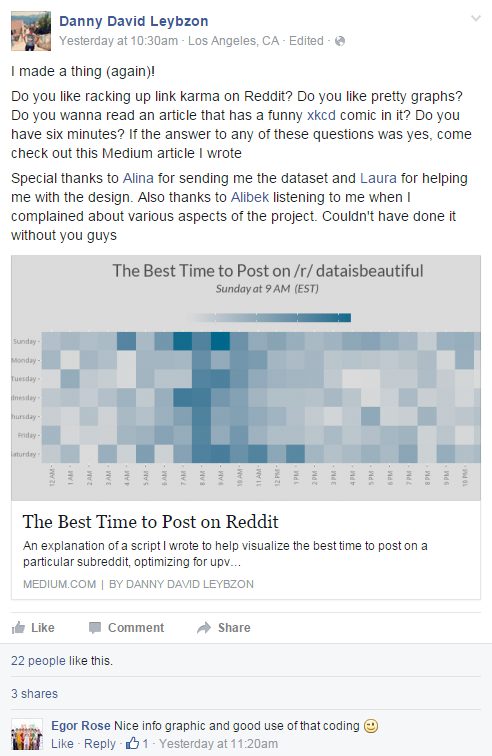 Danny David Leybzon
Yesterday at 10:30am · Los Angeles, CA · Edited ·
I made a thing (again)!
Do you like racking up link karma on Reddit? Do you like pretty graphs?
Do you wanna read an article that has a funny xkcd comic in it? Do you
have six minutes? If the answer to any of these questions was yes, come
check out this Medium article I wrote
Special thanks to Alina for sending me the dataset and Laura for helping
me with the design. Also thanks to Alibek listening to me when I
complained about various aspects of the project. Couldn't have done it
without you guys
The Best Time to Post on /r/ dataisbeautiful
Sunday at 9 AM (EST)
Sunday -
Monday -
Tuesday -
dnesday -
hursday -
Friday -
aturday -
12 AM - 1 AM - 2 AM - 3 AM - 4 AM - 5 AM - 6 AM - 7 AM - 8 AM - 9 AM - 10 AM - 11 AM - 12 PM - 1 PM - 2 PM - 3 PM - 4 PM - 5 PM - 6 PM - 7 PM - 8 PM - 9 PM - 10 PM -
The Best Time to Post on Reddit
An explanation of a script I wrote to help visualize the best time to post on a
particular subreddit, optimizing for upv...
MEDIUM.COM | BY DANNY DAVID LEYBZON
Like Comment Share
22 people like this.
3 shares
Egor Rose Nice info graphic and good use of that coding
Like · Reply · 1 · Yesterday at 11:20am